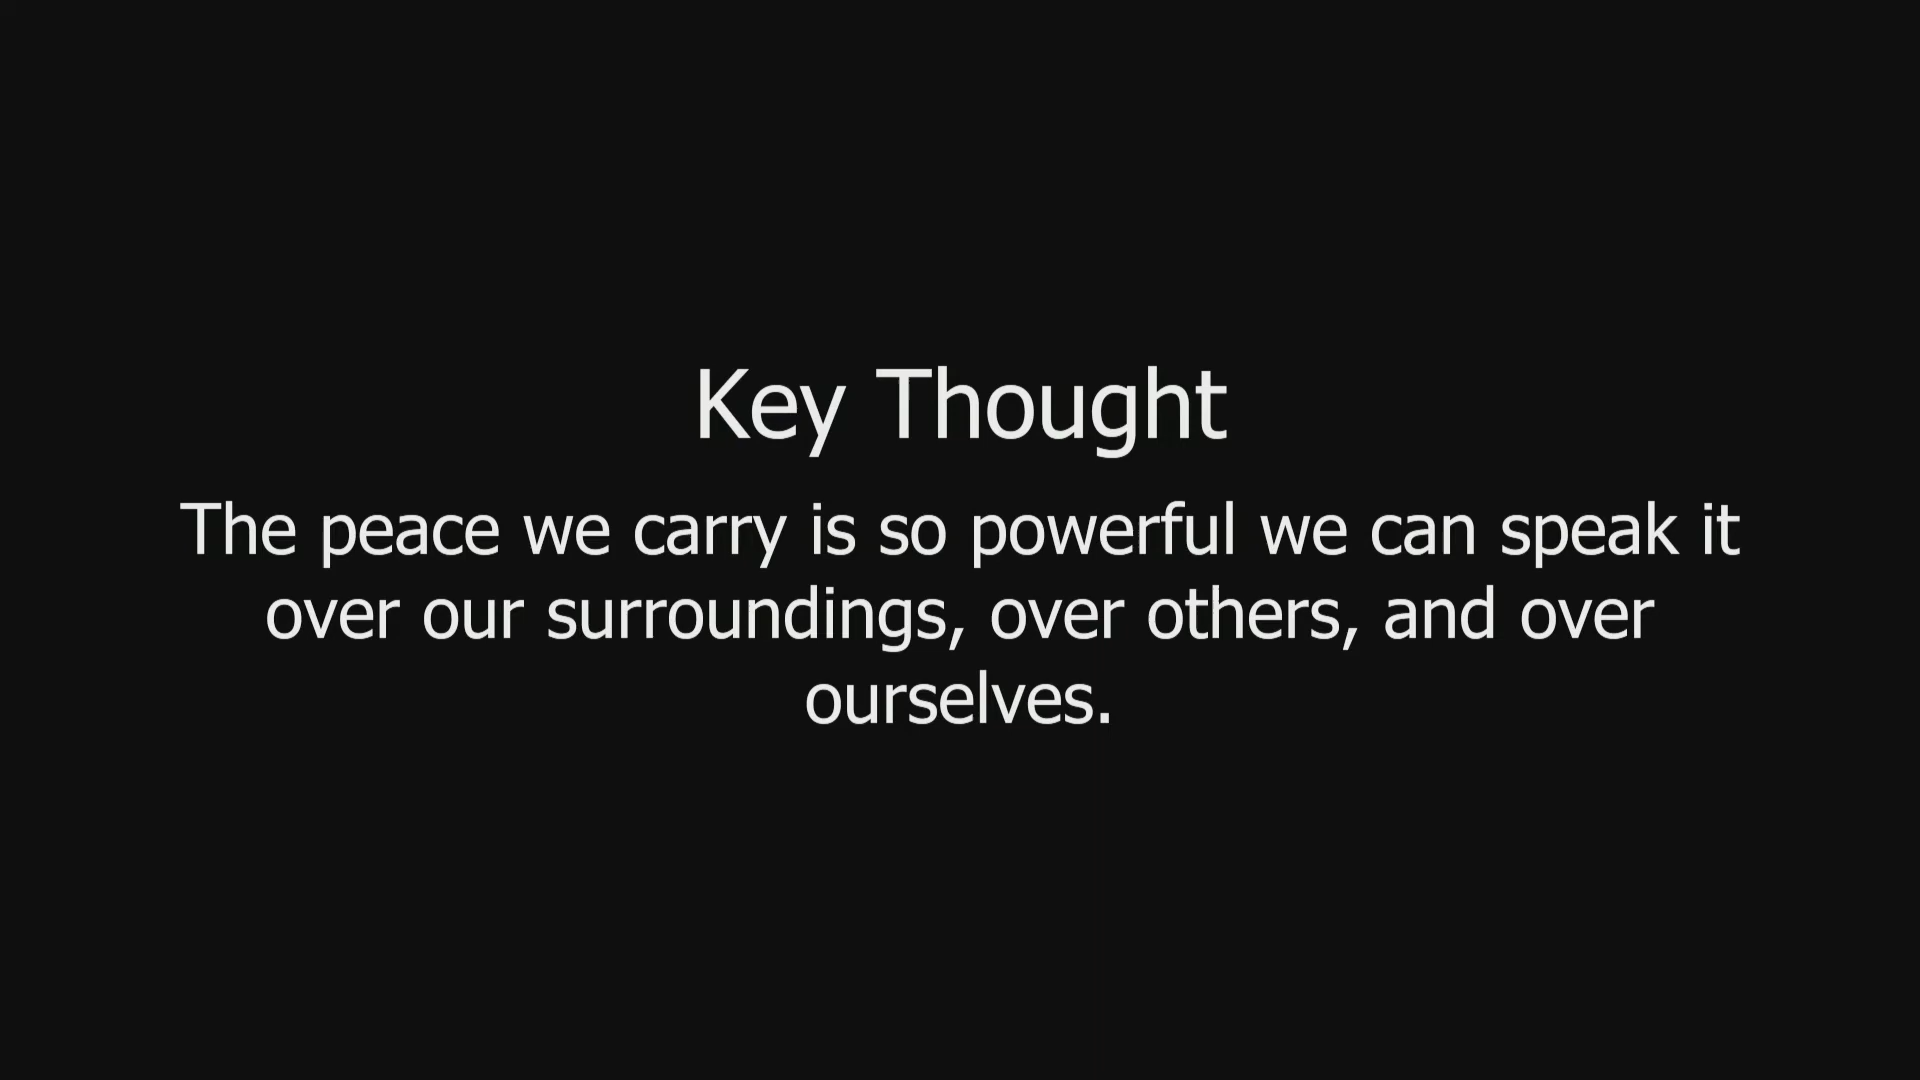 Key Thought
The peace we carry is so powerful we can speak it
over our surroundings, over others, and over
ourselves.